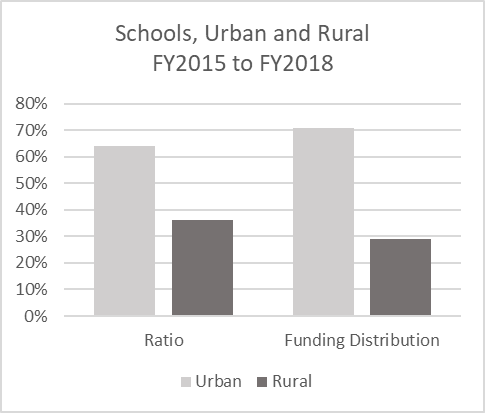 Schools, Urban and Rural
FY2015 to FY2018
80%
70%
60%
50%
40%
30%
20%
10%
0%
Ratio Funding Distribution
Urban Rural